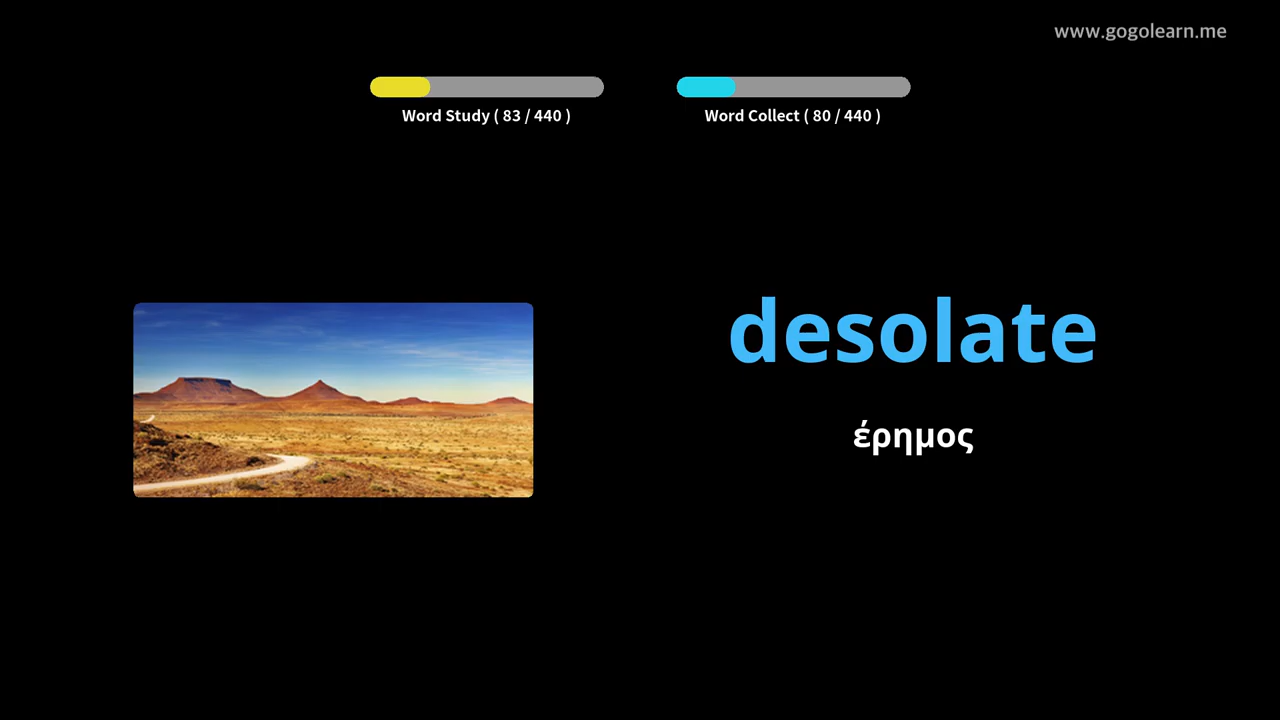 www.gogolearn.me
Word Study ( 83 / 440 )
Word Collect ( 80 / 440 )
desolate
έρημος